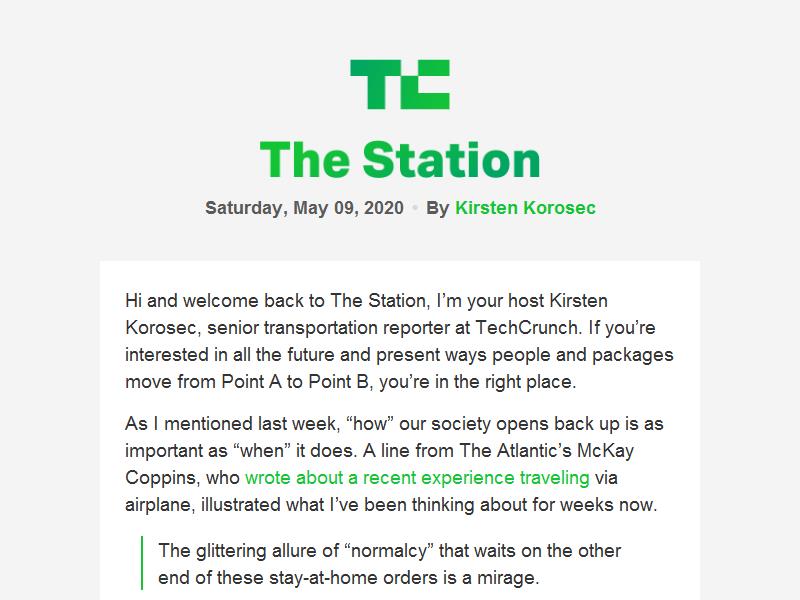 TC
The Station
Saturday, May 09, 2020 • By Kirsten Korosec
Hi and welcome back to The Station, I’m your host Kirsten
Korosec, senior transportation reporter at TechCrunch. If you’re
interested in all the future and present ways people and packages
move from Point A to Point B, you’re in the right place.
As I mentioned last week, “how” our society opens back up is as
important as “when” it does. A line from The Atlantic’s McKay
Coppins, who wrote about a recent experience traveling via
airplane, illustrated what I’ve been thinking about for weeks now.
The glittering allure of “normalcy” that waits on the other
end of these stay-at-home orders is a mirage.